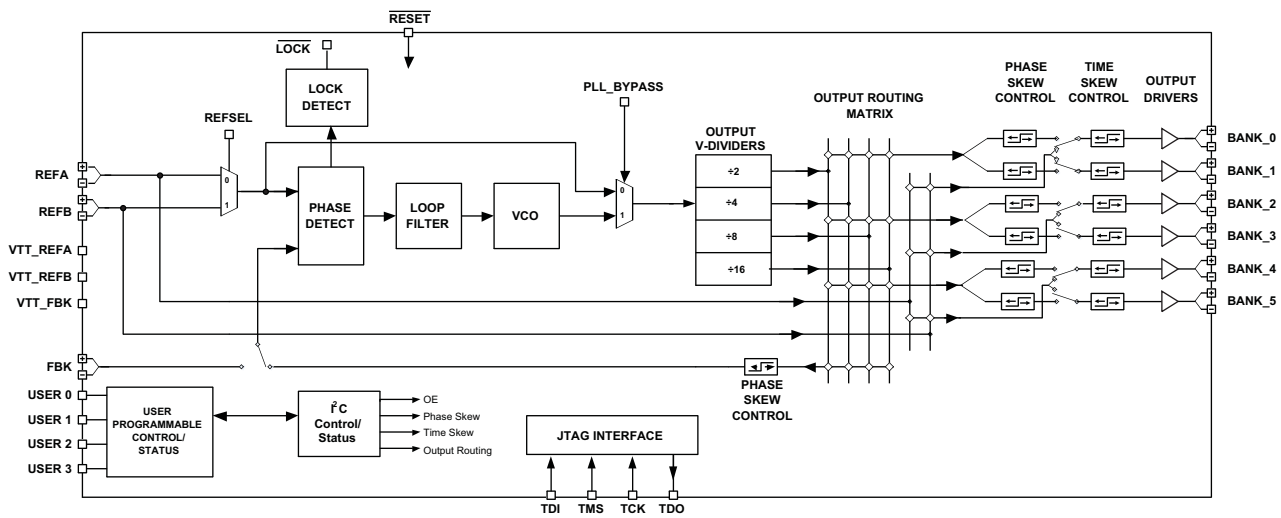 RESET
LOCK
LOCK
DETECT
PLL_BYPASS
REFSEL
OUTPUT
V-DIVIDERS
OUTPUT ROUTING
MATRIX
PHASE
SKEW
CONTROL
TIME
SKEW
CONTROL
OUTPUT
DRIVERS
REFA
REFB
VTT_REFA
VTT_REFB
VTT_FBK
FBK
0
1
PHASE
DETECT
LOOP
FILTER
VCO
0
1
÷2
÷4
÷8
÷16
+
−
+
−
+
−
+
−
+
−
+
−
+
−
+
−
+
−
BANK_0
BANK_1
BANK_2
BANK_3
BANK_4
BANK_5
PHASE
SKEW
CONTROL
USER 0
USER 1
USER 2
USER 3
USER
PROGRAMMABLE
CONTROL/
STATUS
I²C
Control/
Status
OE
Phase Skew
Time Skew
Output Routing
JTAG INTERFACE
TDI
TMS
TCK
TDO